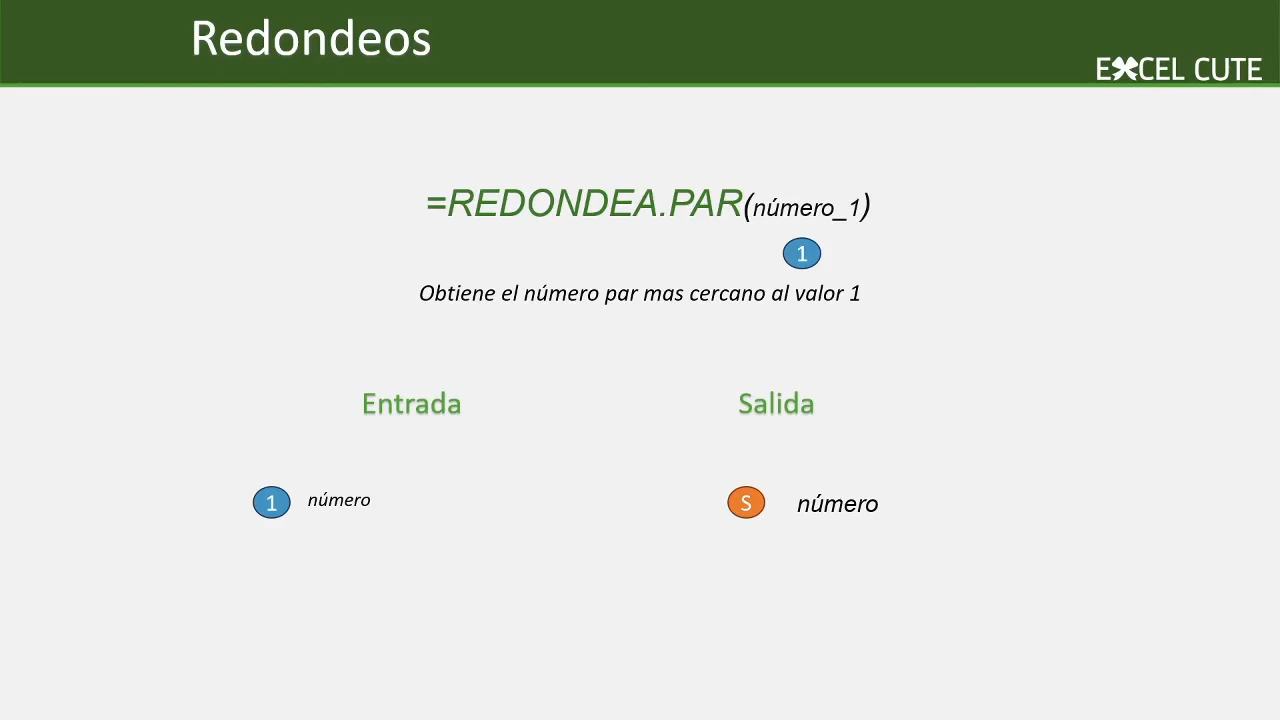 Redondeos
EXCEL CUTE
=REDONDEA.PAR(número_1)
1
Obtiene el número par mas cercano al valor 1
Entrada
Salida
1 número
S número